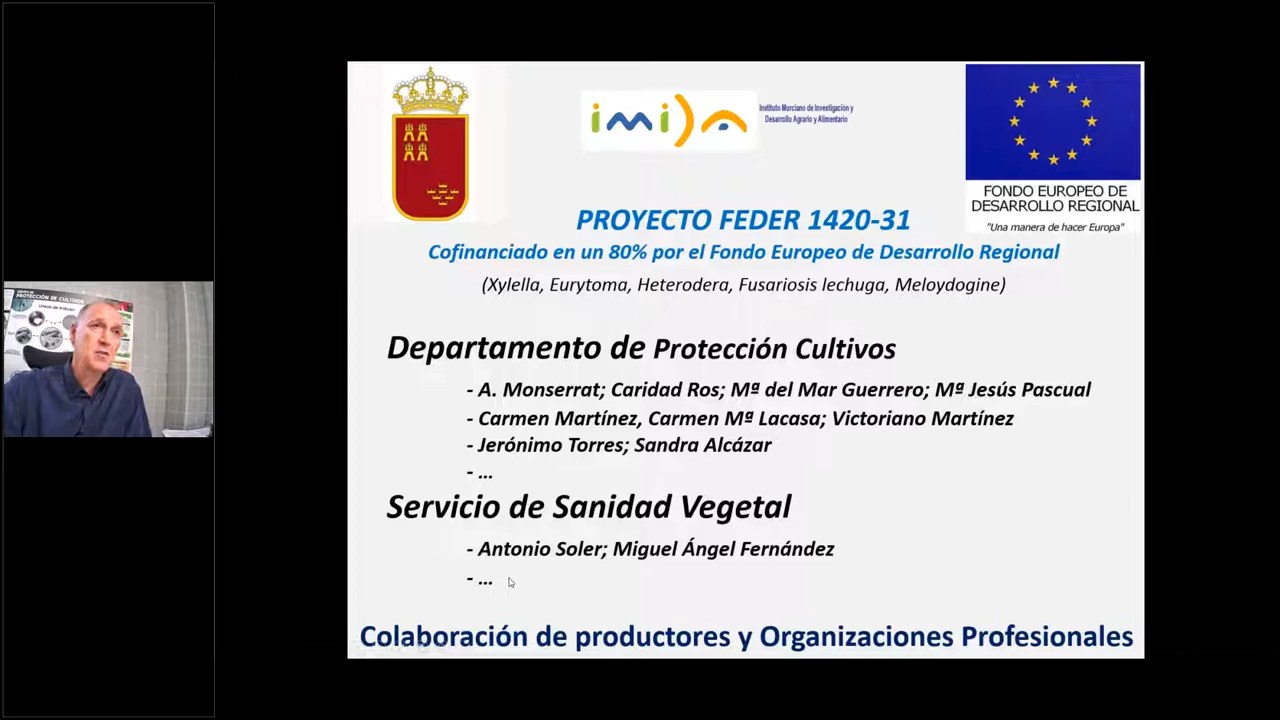 imida
Instituto Murciano de Investigación y
Desarrollo Agrario y Alimentario
FONDO EUROPEO DE
DESARROLLO REGIONAL
"Una manera de hacer Europa"
PROYECTO FEDER 1420-31
Cofinanciado en un 80% por el Fondo Europeo de Desarrollo Regional
(Xylella, Eurytoma, Heterodera, Fusariosis lechuga, Meloydogine)
Departamento de Protección Cultivos
- A. Monserrat; Caridad Ros; Mª del Mar Guerrero; Mª Jesús Pascual
- Carmen Martínez, Carmen Mª Lacasa; Victoriano Martínez
- Jerónimo Torres; Sandra Alcázar
- ...
Servicio de Sanidad Vegetal
- Antonio Soler; Miguel Ángel Fernández
- ...
Colaboración de productores y Organizaciones Profesionales
PROTECCIÓN DE CULTIVOS